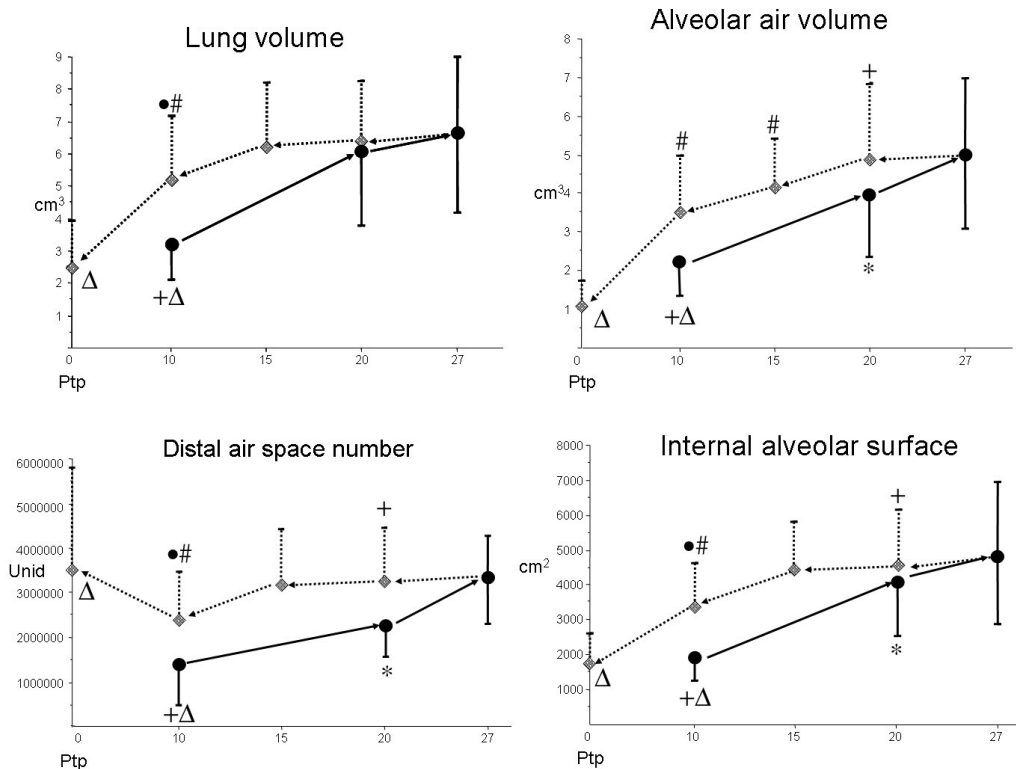 Lung volume
9
8
●#
7
6
5
cm³
4
3
Δ
2
+Δ
1
0 10 15 20 27
Ptp
Alveolar air volume
8
7
+
6
#
#
5
4
cm³
3
2
*
1
Δ
+Δ
0 10 15 20 27
Ptp
Distal air space number
6000000
5000000
+
4000000
●#
Unid
3000000
Δ
2000000
*
1000000
+Δ
0 10 15 20 27
Ptp
Internal alveolar surface
8000
7000
+
6000
●#
5000
cm²
4000
3000
2000
*
Δ
1000
+Δ
0 10 15 20 27
Ptp